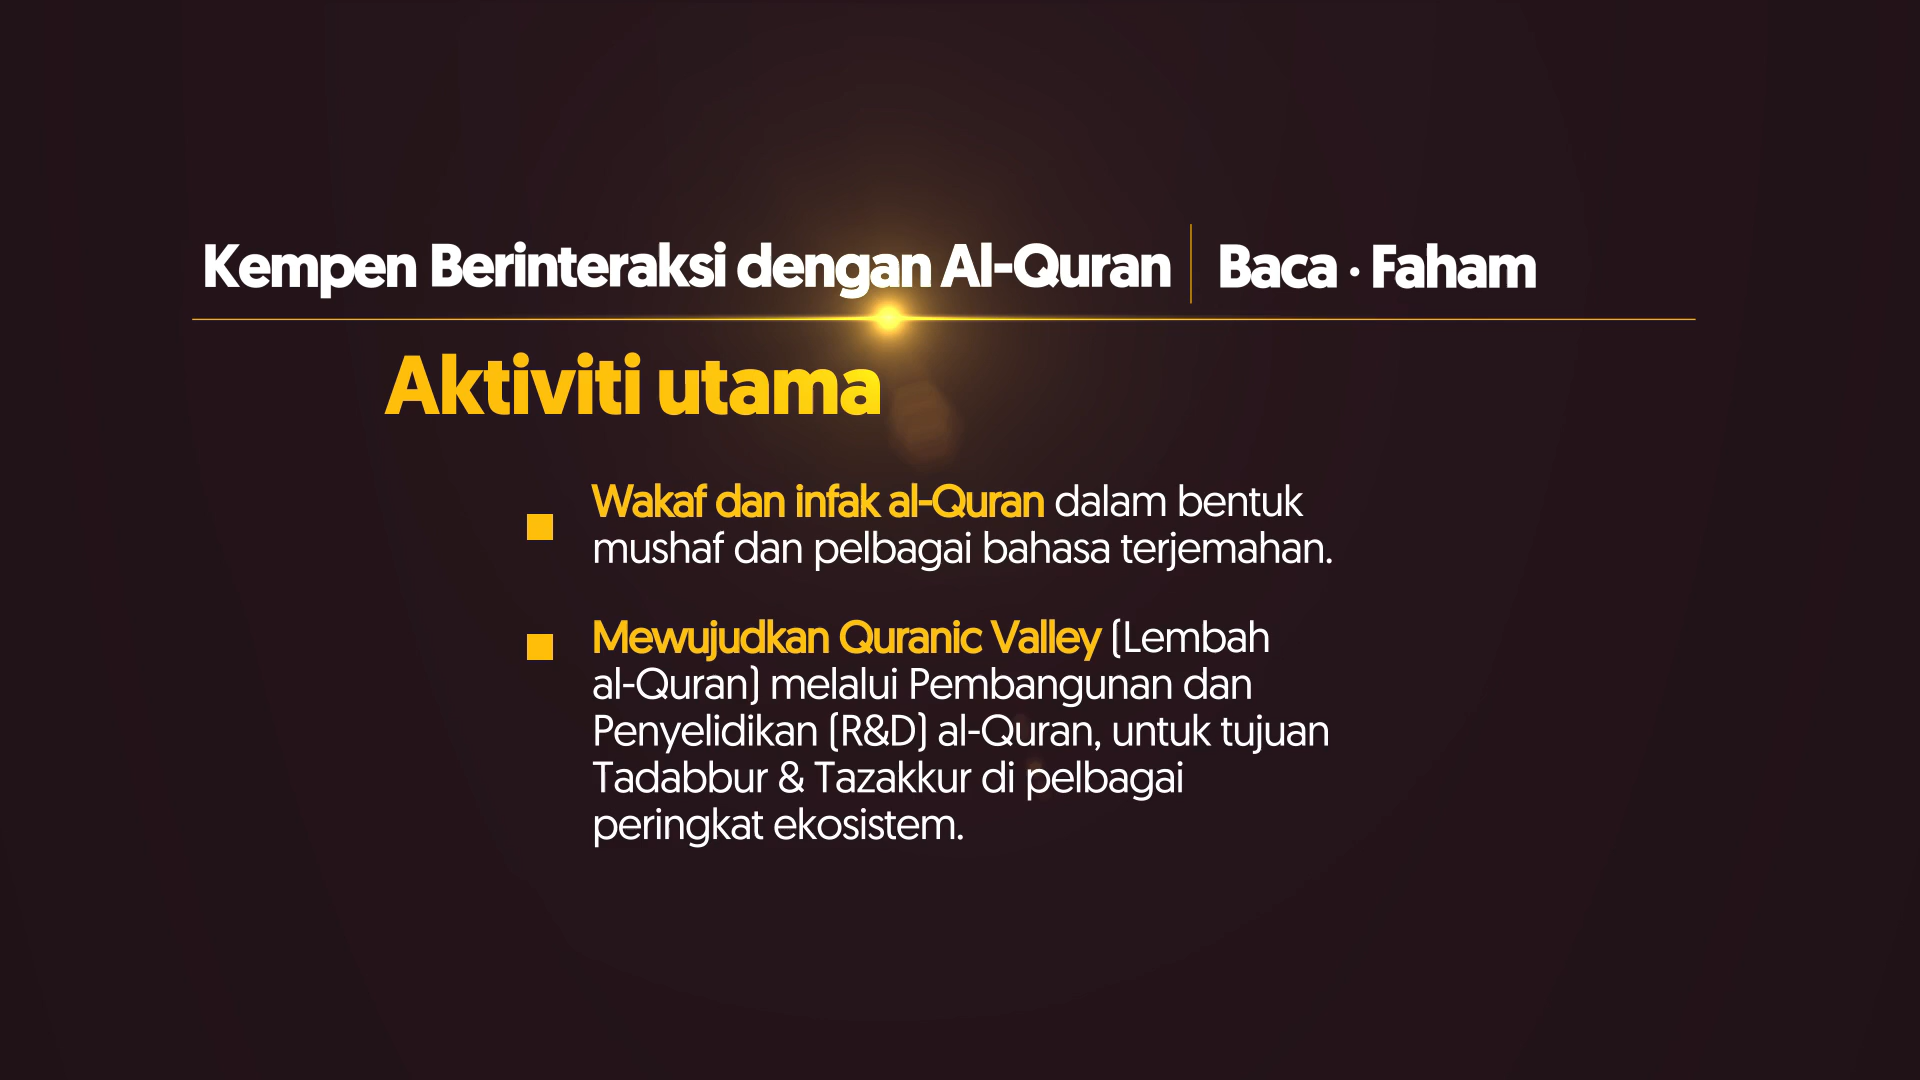 Kempen Berinteraksi dengan Al-Quran | Baca · Faham
Aktiviti utama
Wakaf dan infak al-Quran dalam bentuk
mushaf dan pelbagai bahasa terjemahan.
Mewujudkan Quranic Valley (Lembah
al-Quran) melalui Pembangunan dan
Penyelidikan (R&D) al-Quran, untuk tujuan
Tadabbur & Tazakkur di pelbagai
peringkat ekosistem.